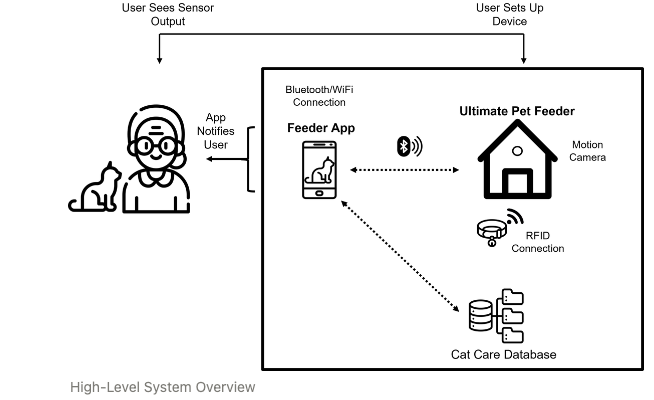 User Sees Sensor
Output
User Sets Up
Device
Bluetooth/WiFi
Connection
Feeder App
App
Notifies
User
Ultimate Pet Feeder
Motion
Camera
RFID
Connection
Cat Care Database
High-Level System Overview